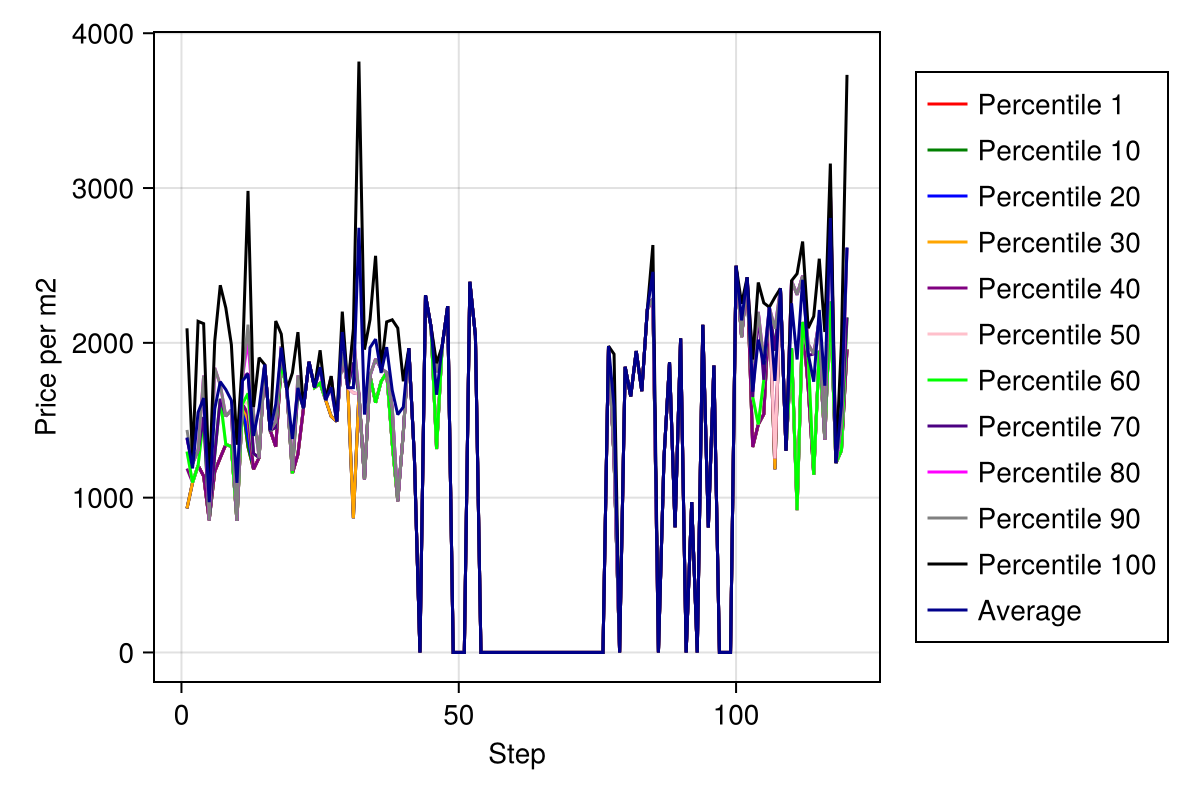 4000
3000
2000
1000
0
Price per m2
0
50
100
Step
Percentile 1
Percentile 10
Percentile 20
Percentile 30
Percentile 40
Percentile 50
Percentile 60
Percentile 70
Percentile 80
Percentile 90
Percentile 100
Average